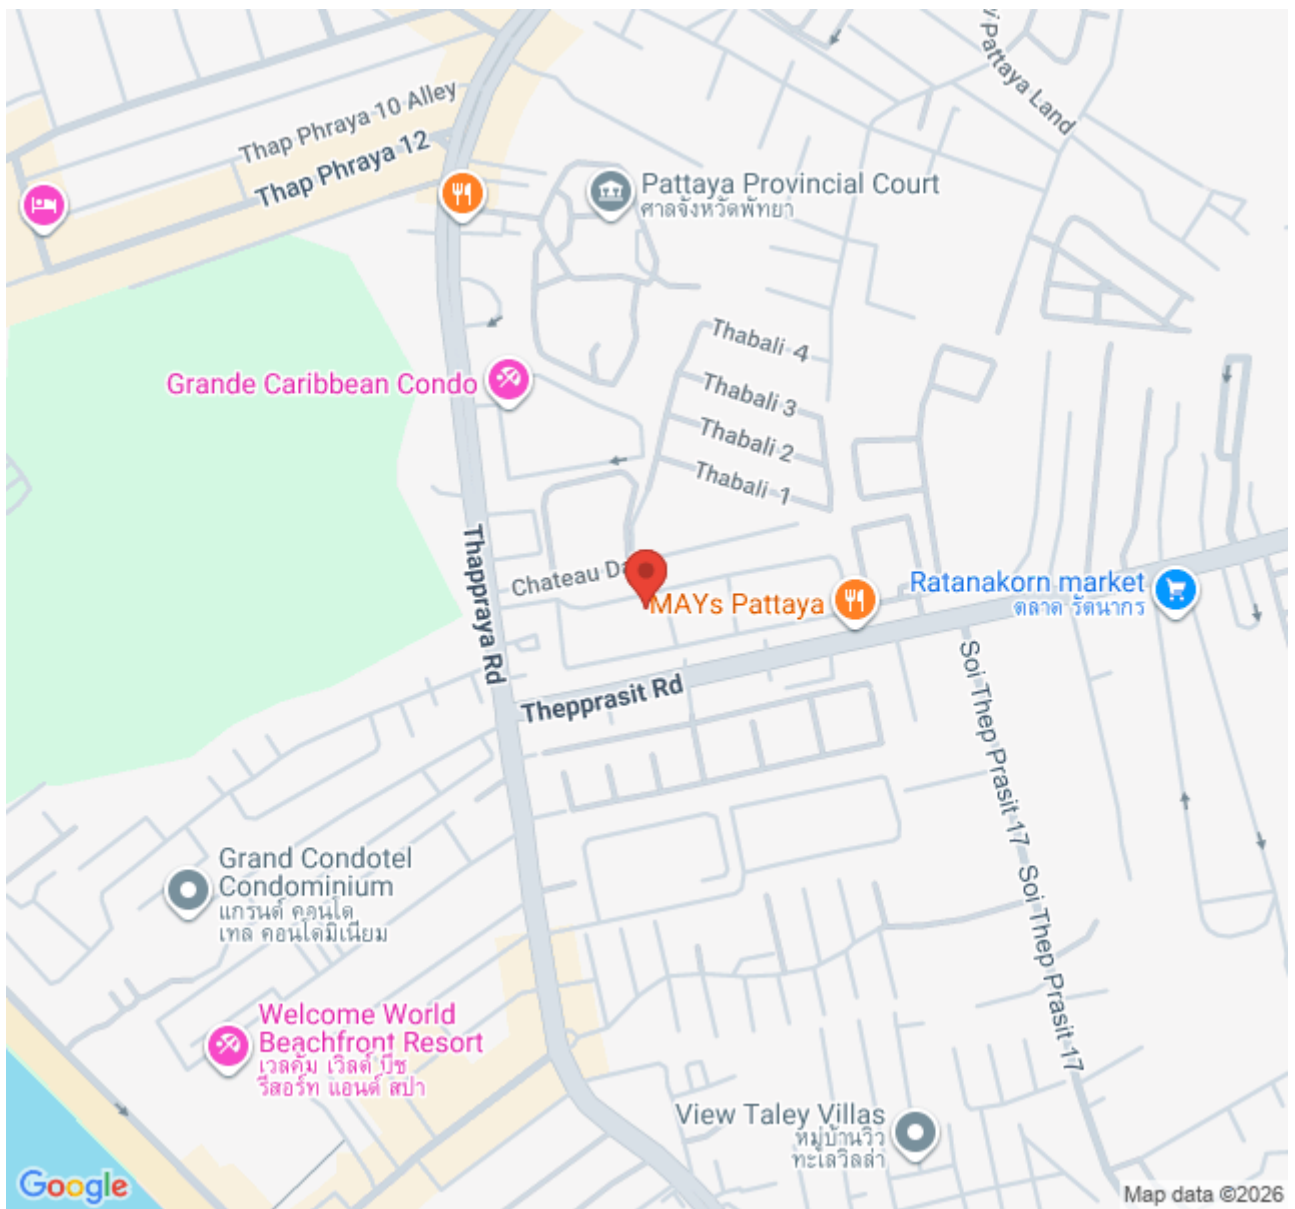 y Pattaya Land
Thap Phraya 10 Alley
Thap Phraya 12
Pattaya Provincial Court
ศาลจังหวัดพัทยา
Thabali 4
Grande Caribbean Condo
Thabali 3
Thabali 2
Thabali 1
Thappraya Rd
Chateau Da
MAYs Pattaya
Ratanakorn market
ตลาด รัตนากร
Thepprasit Rd
Soi Thep Prasit 17
Soi Thep Prasit 17
Grand Condotel
Condominium
แกรนด์ คอนโด
เทล คอนโดมิเนียม
Welcome World
Beachfront Resort
เวลคัม เวิลด์ บีช
รีสอร์ท แอนด์ สปา
View Taley Villas
หมู่บ้านวิว
ทะเลวิลล่า
Google
Map data ©2026